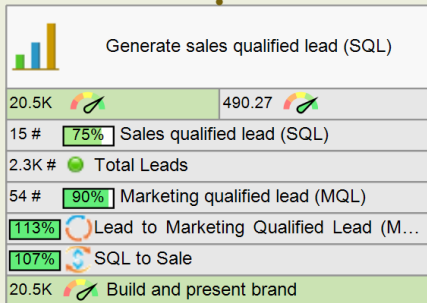 Generate sales qualified lead (SQL)
20.5K 490.27
15 # 75% Sales qualified lead (SQL)
2.3K # Total Leads
54 # 90% Marketing qualified lead (MQL)
113% Lead to Marketing Qualified Lead (M...
107% SQL to Sale
20.5K Build and present brand